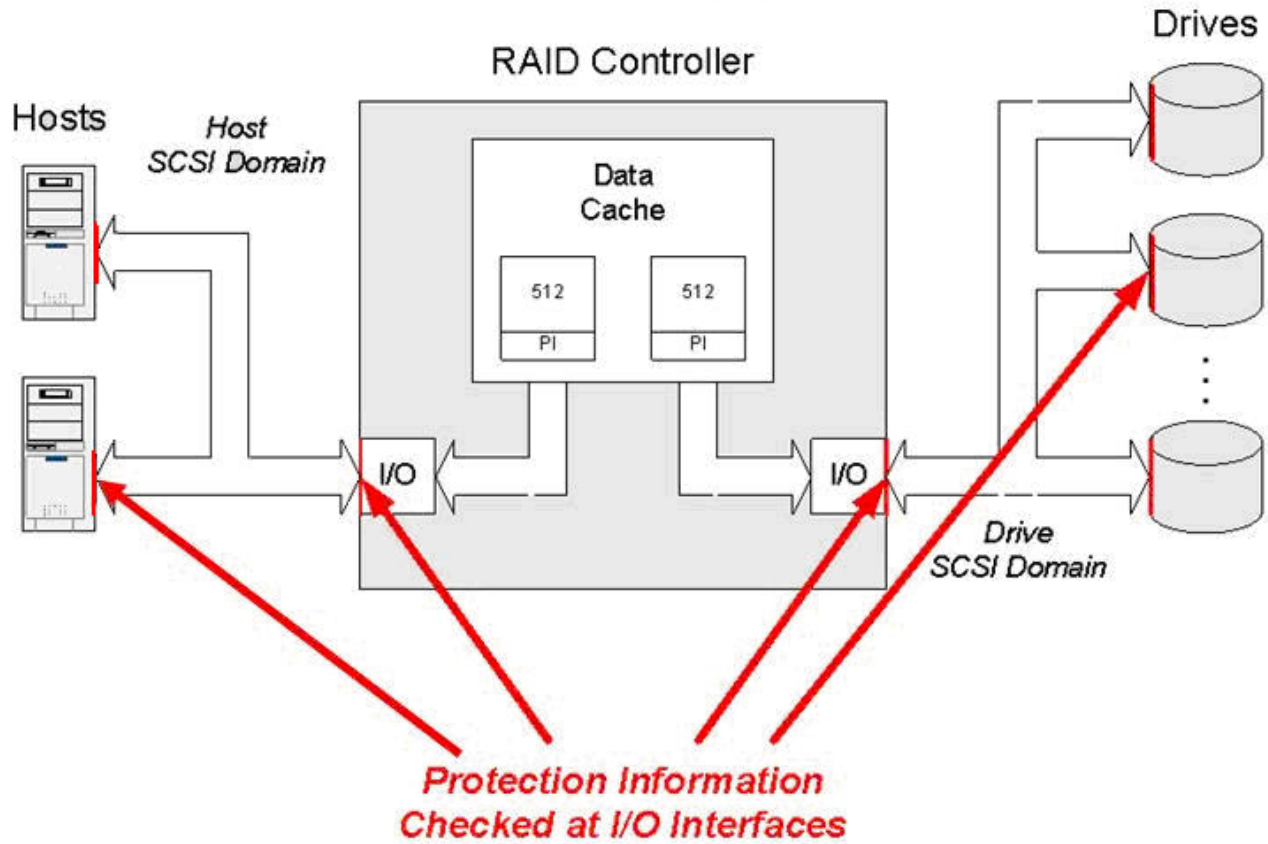 Drives
RAID Controller
Hosts
Host
SCSI Domain
Data
Cache
512
PI
512
PI
I/O
I/O
Drive
SCSI Domain
Protection Information
Checked at I/O Interfaces